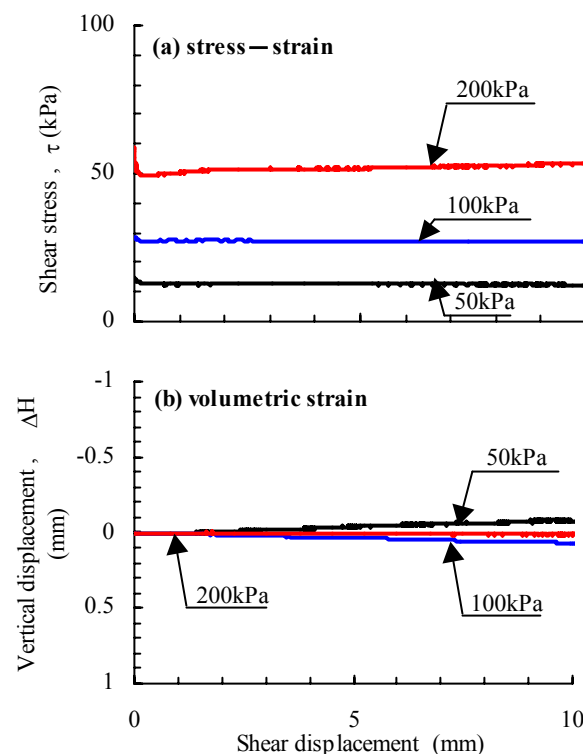 100
(a) stress—strain
200kPa
Shear stress , τ (kPa)
50
100kPa
50kPa
0
-1
(b) volumetric strain
Vertical displacement , ΔH
(mm)
-0.5
50kPa
0
200kPa
100kPa
0.5
1
0 5 10
Shear displacement (mm)